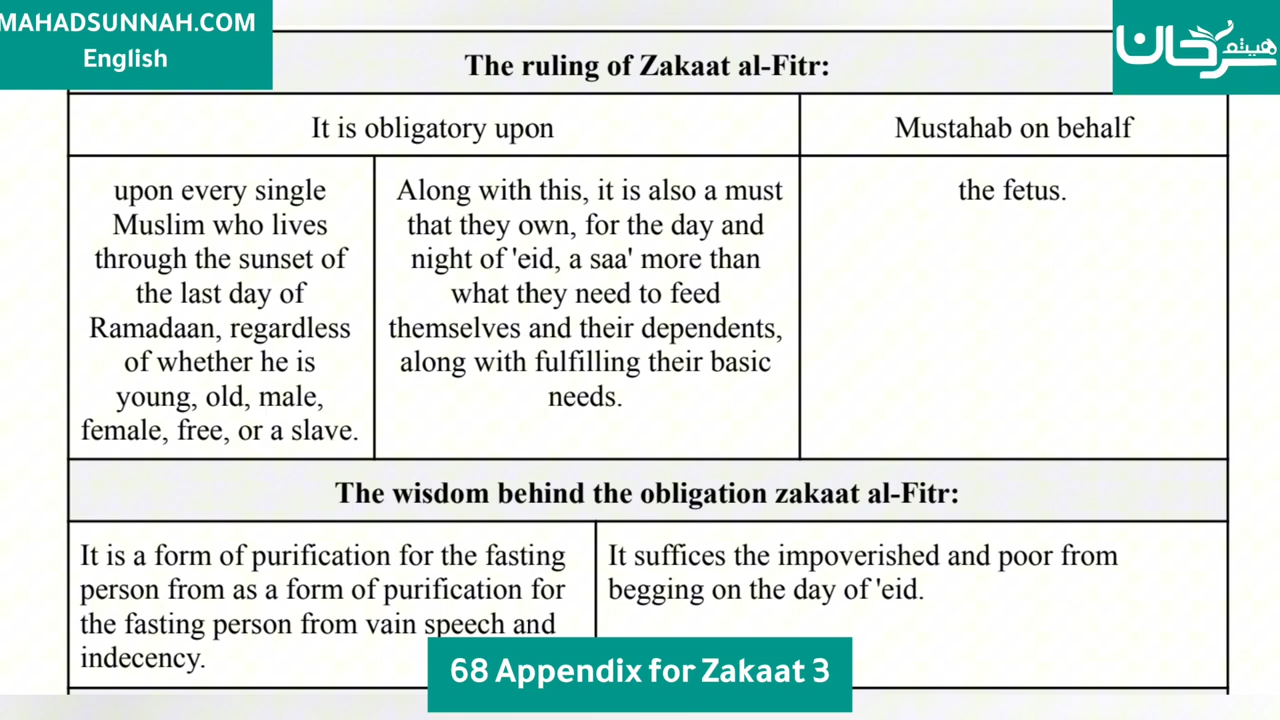 MAHADSUNNAH.COM
English
هيتم
سرحان
The ruling of Zakaat al-Fitr:
It is obligatory upon
Mustahab on behalf
upon every single
Muslim who lives
through the sunset of
the last day of
Ramadaan, regardless
of whether he is
young, old, male,
female, free, or a slave.
Along with this, it is also a must
that they own, for the day and
night of 'eid, a saa' more than
what they need to feed
themselves and their dependents,
along with fulfilling their basic
needs.
the fetus.
The wisdom behind the obligation zakaat al-Fitr:
It is a form of purification for the fasting
person from as a form of purification for
the fasting person from vain speech and
indecency.
It suffices the impoverished and poor from
begging on the day of 'eid.
68 Appendix for Zakaat 3